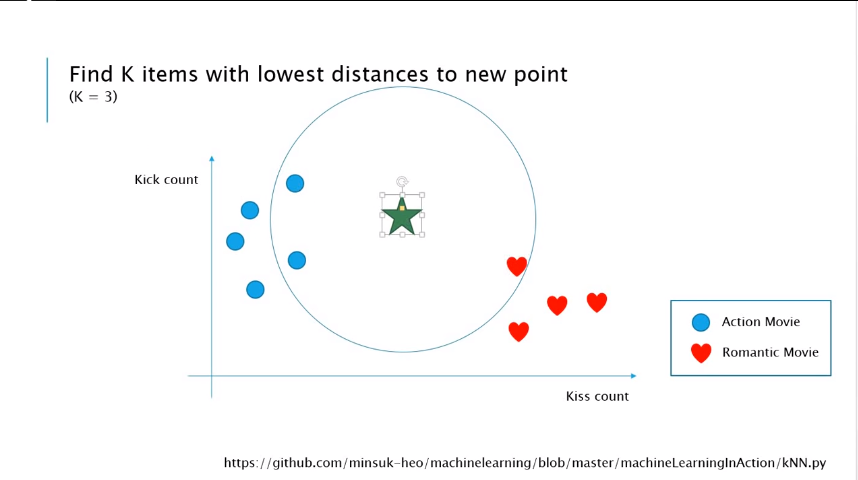 Find K items with lowest distances to new point
(K = 3)
Kick count
Action Movie
Romantic Movie
Kiss count
https://github.com/minsuk-heo/machinelearning/blob/master/machineLearningInAction/kNN.py